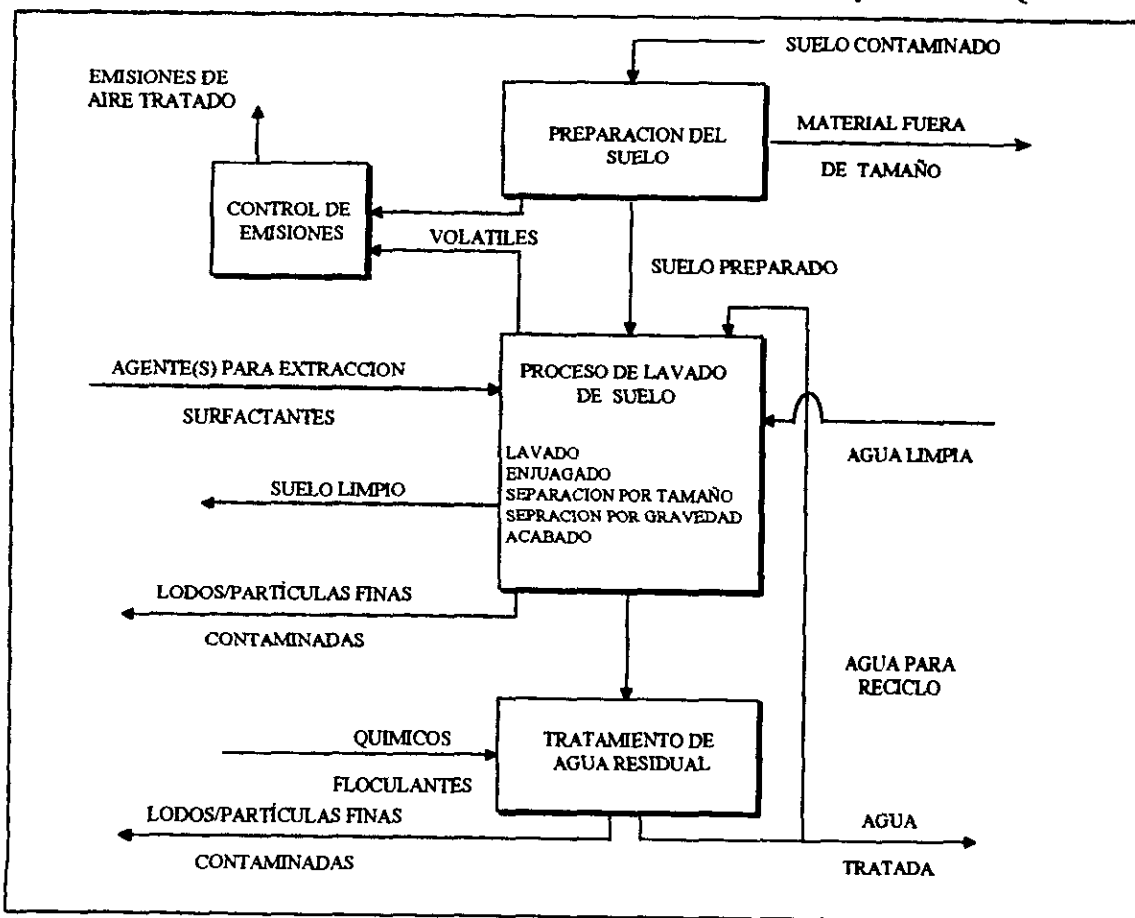 SUELO CONTAMINADO
EMISIONES DE
AIRE TRATADO
PREPARACION DEL
SUELO
MATERIAL FUERA
DE TAMAÑO
CONTROL DE
EMISIONES
VOLATILES
SUELO PREPARADO
AGENTE(S) PARA EXTRACCION
SURFACTANTES
PROCESO DE LAVADO
DE SUELO
LAVADO
ENJUAGADO
SEPARACION POR TAMAÑO
SEPRACION POR GRAVEDAD
ACABADO
AGUA LIMPIA
SUELO LIMPIO
LODOS/PARTÍCULAS FINAS
CONTAMINADAS
AGUA PARA
RECICLO
QUIMICOS
FLOCULANTES
TRATAMIENTO DE
AGUA RESIDUAL
LODOS/PARTÍCULAS FINAS
CONTAMINADAS
AGUA
TRATADA